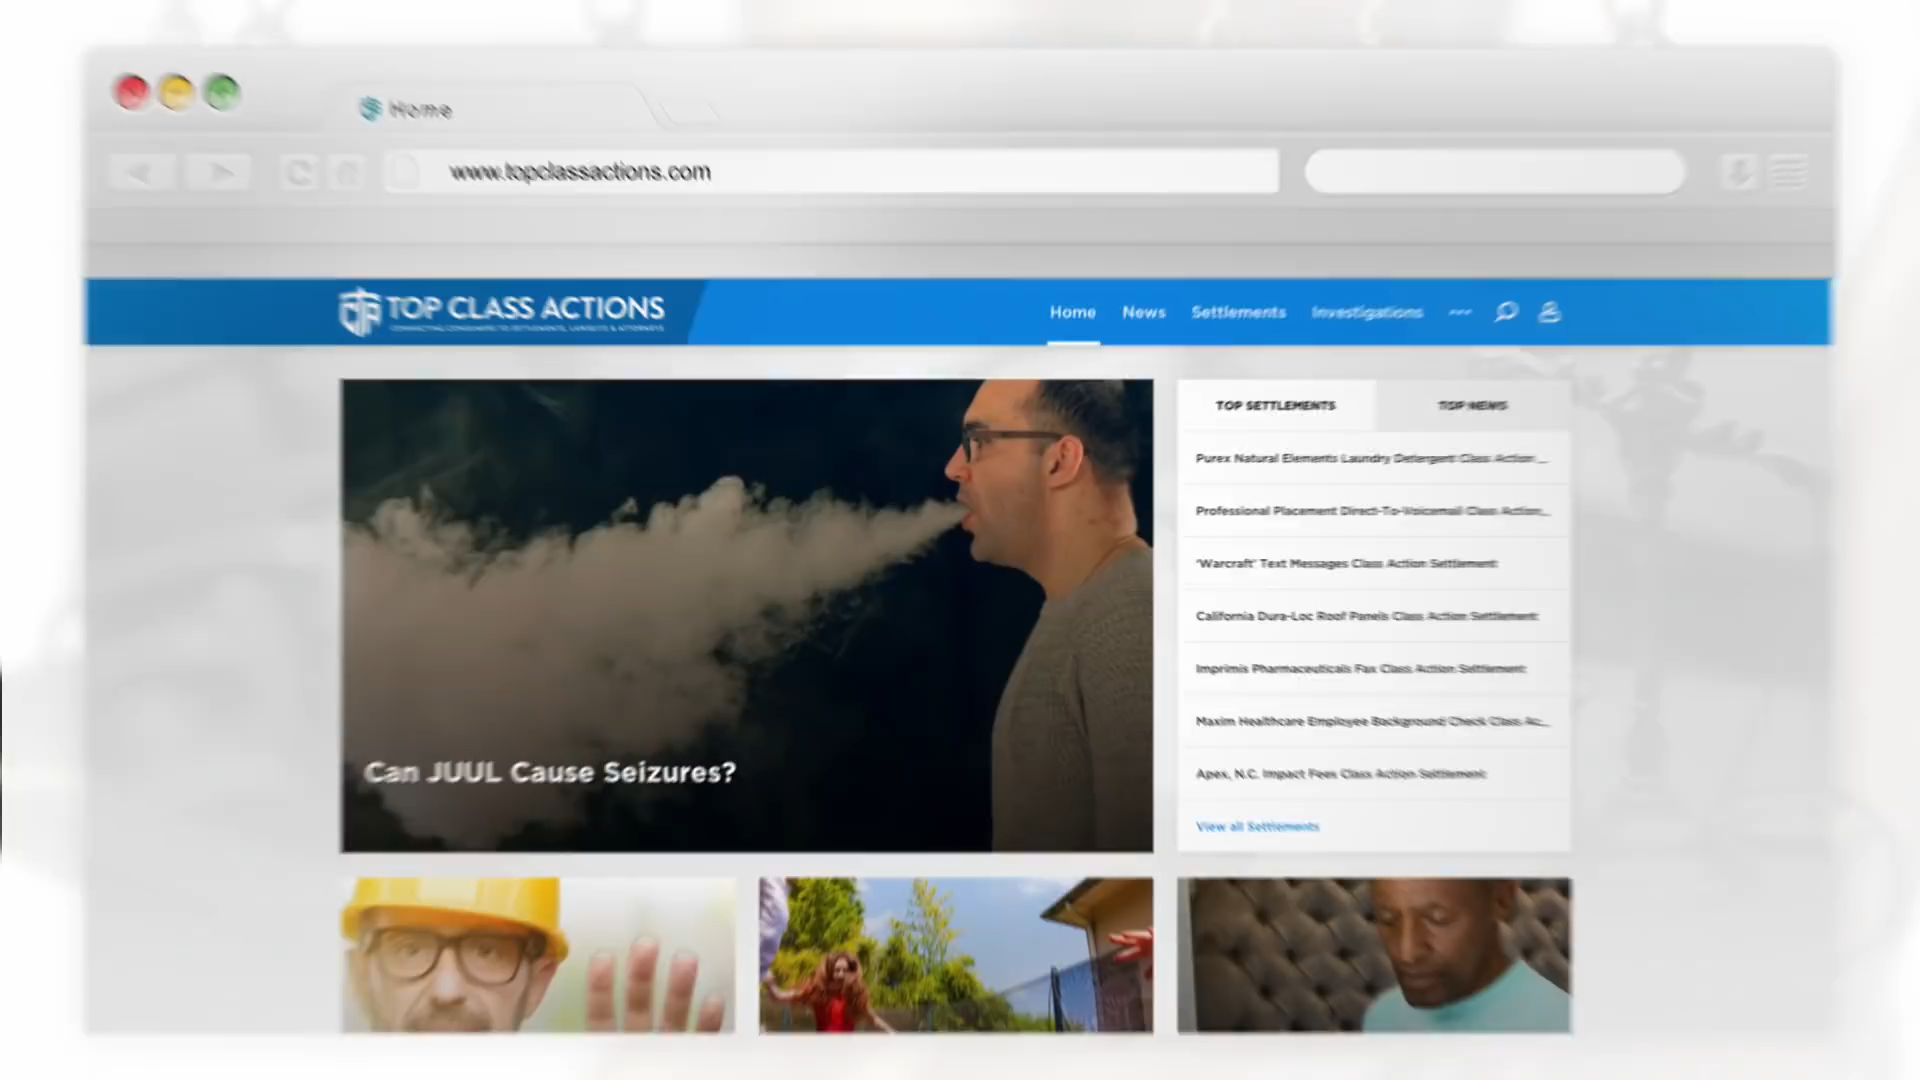 Home
www.topclassactions.com
TOP CLASS ACTIONS
CONNECTING CONSUMERS TO SETTLEMENTS, LAWSUITS & ATTORNEYS
Home News Settlements Investigations
TOP SETTLEMENTS TOP NEWS
Purex Natural Elements Laundry Detergent Class Action ...
Professional Placement Direct-To-Voicemail Class Action...
'Warcraft' Text Messages Class Action Settlement
California Dura-Loc Roof Panels Class Action Settlement
Imprimis Pharmaceuticals Fax Class Action Settlement
Maxim Healthcare Employee Background Check Class Ac...
Apex, N.C. Impact Fees Class Action Settlement
View all Settlements
Can JUUL Cause Seizures?